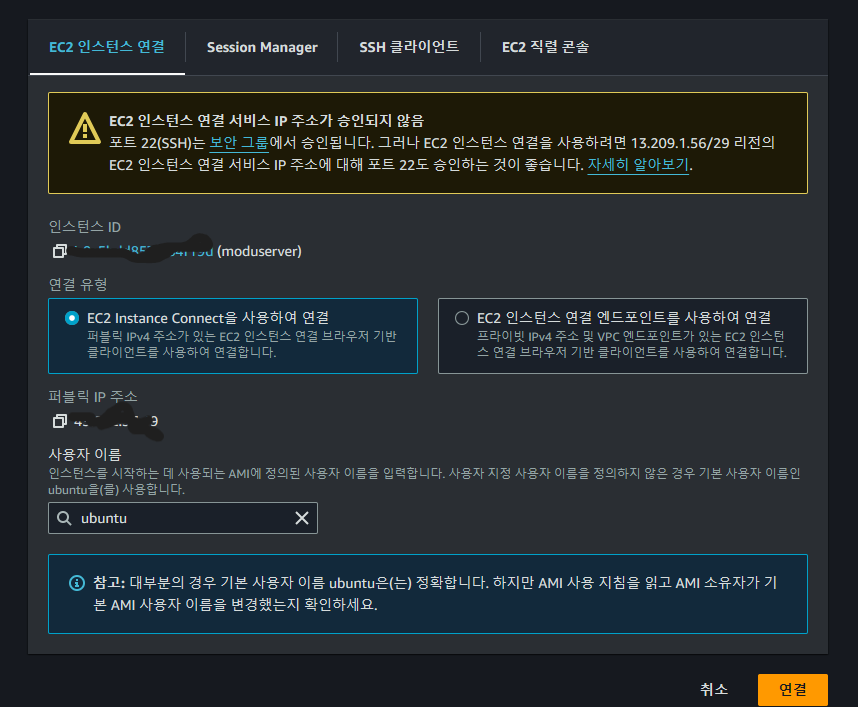 EC2 인스턴스 연결
Session Manager
SSH 클라이언트
EC2 직렬 콘솔
EC2 인스턴스 연결 서비스 IP 주소가 승인되지 않음
포트 22(SSH)는 보안 그룹에서 승인됩니다. 그러나 EC2 인스턴스 연결을 사용하려면 13.209.1.56/29 리전의
EC2 인스턴스 연결 서비스 IP 주소에 대해 포트 22도 승인하는 것이 좋습니다. 자세히 알아보기.
인스턴스 ID
(moduserver)
연결 유형
EC2 Instance Connect을 사용하여 연결
퍼블릭 IPv4 주소가 있는 EC2 인스턴스 연결 브라우저 기반
클라이언트를 사용하여 연결합니다.
EC2 인스턴스 연결 엔드포인트를 사용하여 연결
프라이빗 IPv4 주소 및 VPC 엔드포인트가 있는 EC2 인스턴
스 연결 브라우저 기반 클라이언트를 사용하여 연결합니다.
퍼블릭 IP 주소
사용자 이름
인스턴스를 시작하는 데 사용되는 AMI에 정의된 사용자 이름을 입력합니다. 사용자 지정 사용자 이름을 정의하지 않은 경우 기본 사용자 이름인
ubuntu을(를) 사용합니다.
ubuntu
참고: 대부분의 경우 기본 사용자 이름 ubuntu은(는) 정확합니다. 하지만 AMI 사용 지침을 읽고 AMI 소유자가 기
본 AMI 사용자 이름을 변경했는지 확인하세요.
취소
연결